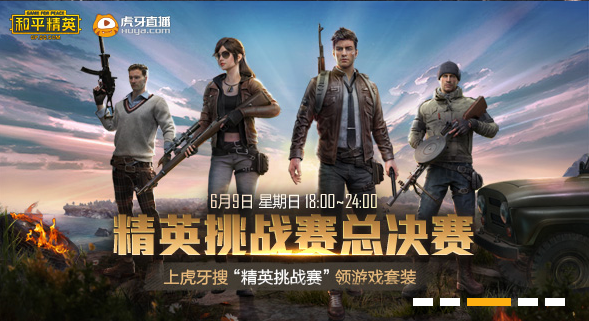 GAME FOR PEACE
和平精英
虎牙直播
Huya.com
6月9日 星期日 18:00~24:00
精英挑战赛总决赛
上虎牙搜“精英挑战赛”领游戏套装